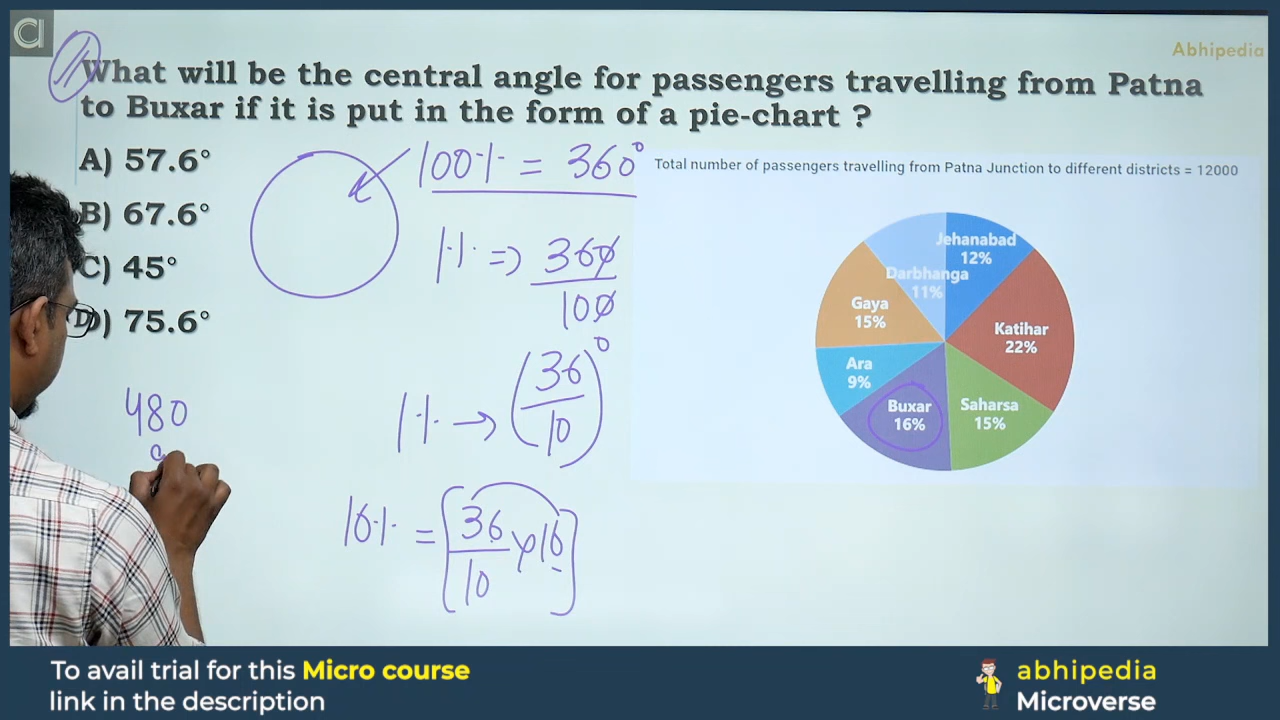 a
Abhipedia
What will be the central angle for passengers travelling from Patna
to Buxar if it is put in the form of a pie-chart ?
A) 57.6°
B) 67.6°
C) 45°
D) 75.6°
100% = 360°
1% => 360/100
1% → (36/10)°
16% = [36/10 × 16]
480
Total number of passengers travelling from Patna Junction to different districts = 12000
Jehanabad
12%
Darbhanga
11%
Gaya
15%
Katihar
22%
Ara
9%
Buxar
16%
Saharsa
15%
To avail trial for this Micro course
link in the description
abhipedia
Microverse